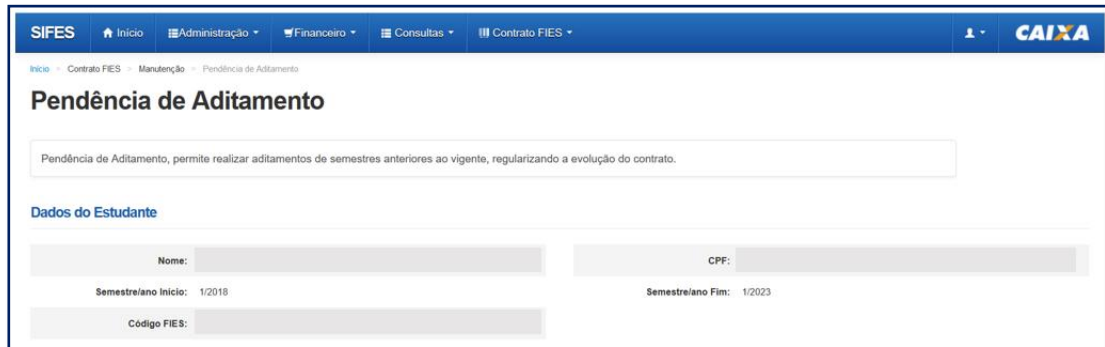 SIFES Início Administração Financeiro Consultas Contrato FIES CAIXA
Início > Contrato FIES > Manutenção > Pendência de Aditamento
Pendência de Aditamento
Pendência de Aditamento, permite realizar aditamentos de semestres anteriores ao vigente, regularizando a evolução do contrato.
Dados do Estudante
Nome: CPF:
Semestre/ano Início: 1/2018 Semestre/ano Fim: 1/2023
Código FIES: